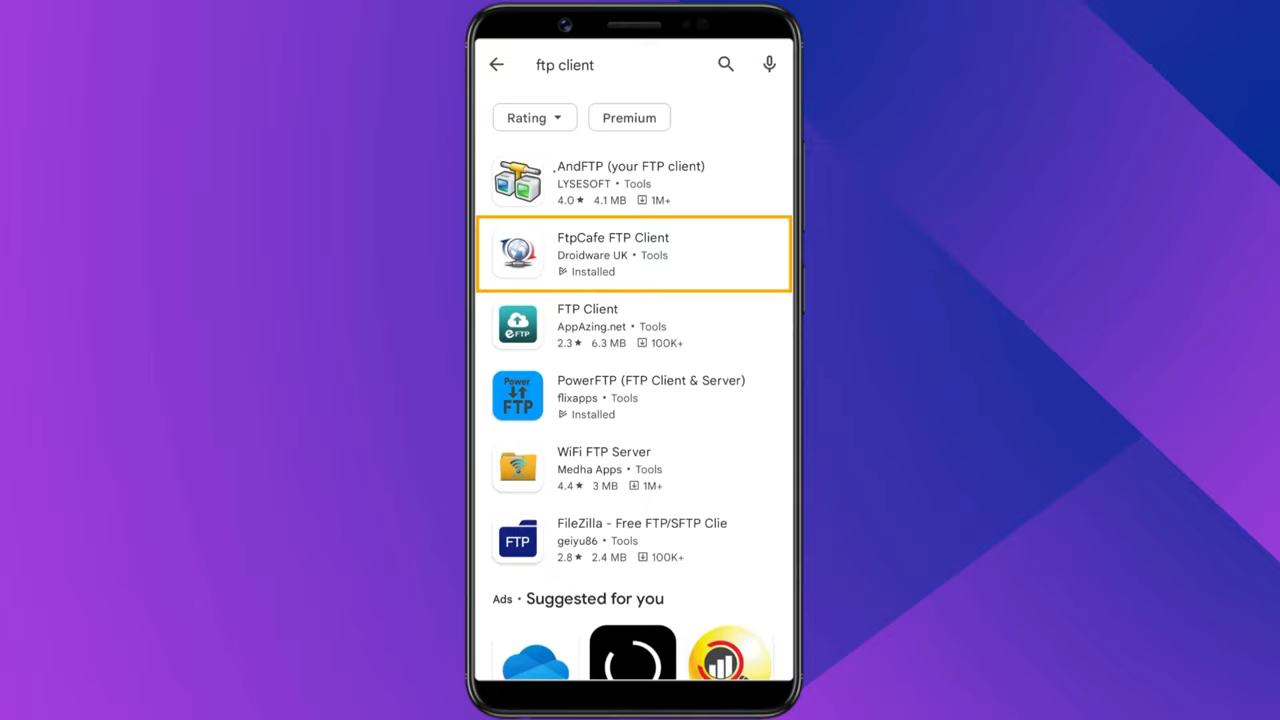 ftp client
Rating
Premium
AndFTP (your FTP client)
LYSESOFT • Tools
4.0★ 4.1 MB 1M+
FtpCafe FTP Client
Droidware UK • Tools
Installed
eFTP
FTP Client
AppAzing.net • Tools
2.3★ 6.3 MB 100K+
Power
FTP
PowerFTP (FTP Client & Server)
flixapps • Tools
Installed
WiFi FTP Server
Medha Apps • Tools
4.4★ 3 MB 1M+
FTP
FileZilla - Free FTP/SFTP Clie
geiyu86 • Tools
2.8★ 2.4 MB 100K+
Ads • Suggested for you